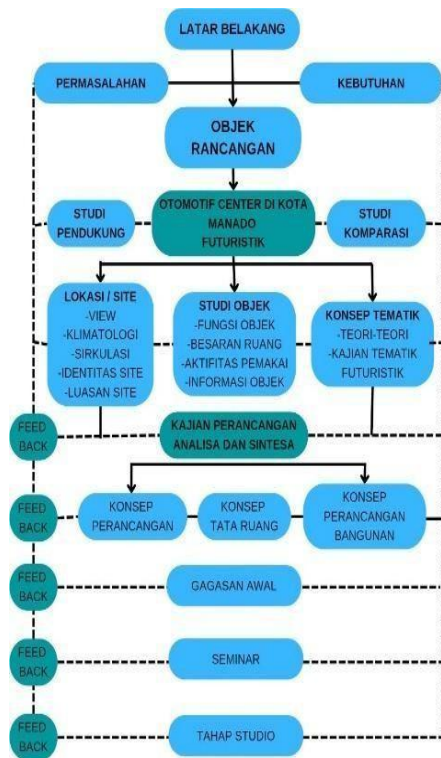 LATAR BELAKANG
PERMASALAHAN
KEBUTUHAN
OBJEK
RANCANGAN
STUDI
PENDUKUNG
OTOMOTIF CENTER DI KOTA
MANADO
FUTURISTIK
STUDI
KOMPARASI
LOKASI / SITE
-VIEW
-KLIMATOLOGI
-SIRKULASI
-IDENTITAS SITE
-LUASAN SITE
STUDI OBJEK
-FUNGSI OBJEK
-BESARAN RUANG
-AKTIFITAS PEMAKAI
-INFORMASI OBJEK
KONSEP TEMATIK
-TEORI-TEORI
-KAJIAN TEMATIK
FUTURISTIK
FEED
BACK
KAJIAN PERANCANGAN
ANALISA DAN SINTESA
FEED
BACK
KONSEP
PERANCANGAN
KONSEP
TATA RUANG
KONSEP
PERANCANGAN
BANGUNAN
FEED
BACK
GAGASAN AWAL
FEED
BACK
SEMINAR
FEED
BACK
TAHAP STUDIO